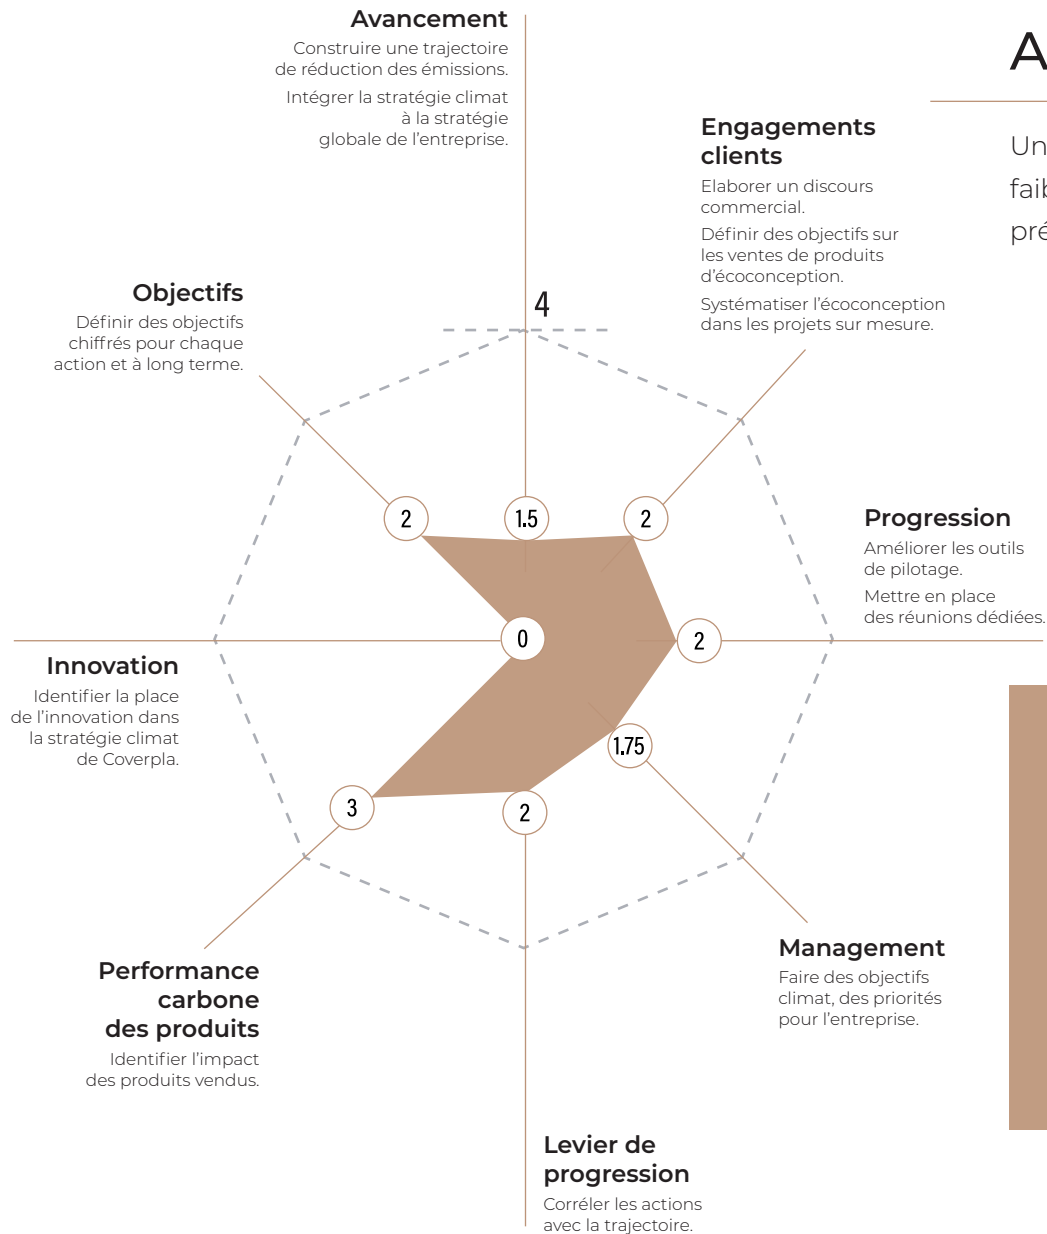 Avancement
Construire une trajectoire
de réduction des émissions.
Intégrer la stratégie climat
à la stratégie
globale de l'entreprise.
Engagements
clients
Elaborer un discours
commercial.
Définir des objectifs sur
les ventes de produits
d'écoconception.
Systématiser l'écoconception
dans les projets sur mesure.
Objectifs
Définir des objectifs
chiffrés pour chaque
action et à long terme.
4
2
1.5
2
Progression
Améliorer les outils
de pilotage.
Mettre en place
des réunions dédiées.
0
2
Innovation
Identifier la place
de l'innovation dans
la stratégie climat
de Coverpla.
1.75
3
2
Management
Faire des objectifs
climat, des priorités
pour l'entreprise.
Performance
carbone
des produits
Identifier l'impact
des produits vendus.
Levier de
progression
Corréler les actions
avec la trajectoire.
A
Un